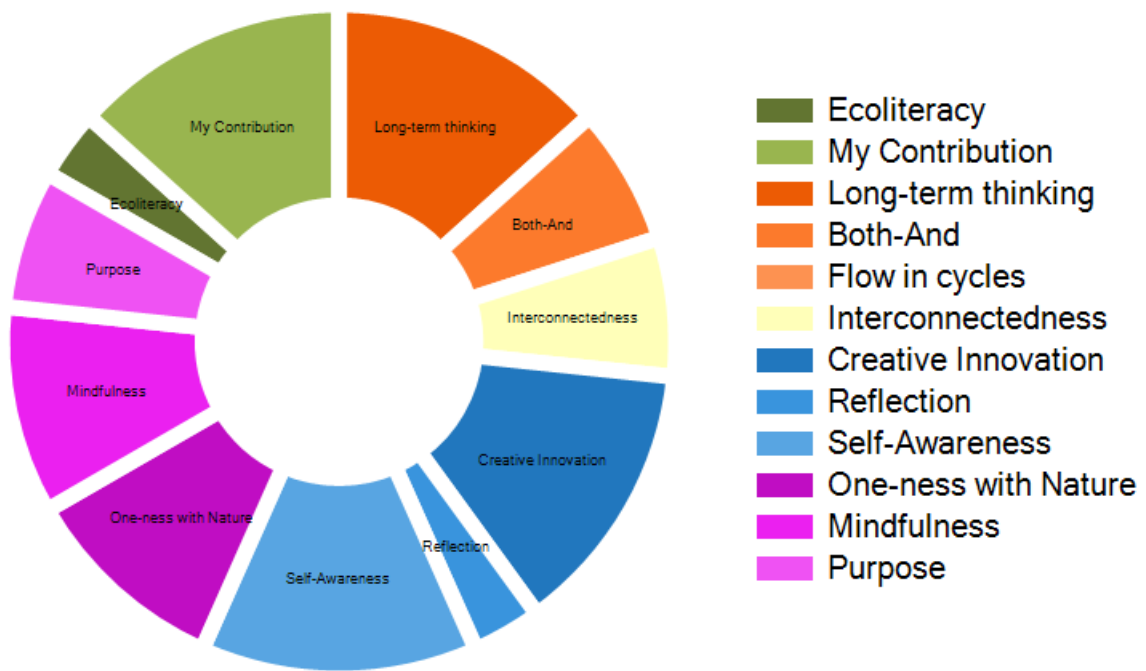 My Contribution
Long-term thinking
Ecoliteracy
Both-And
Purpose
Interconnectedness
Mindfulness
Creative Innovation
One-ness with Nature
Reflection
Self-Awareness
Ecoliteracy
My Contribution
Long-term thinking
Both-And
Flow in cycles
Interconnectedness
Creative Innovation
Reflection
Self-Awareness
One-ness with Nature
Mindfulness
Purpose